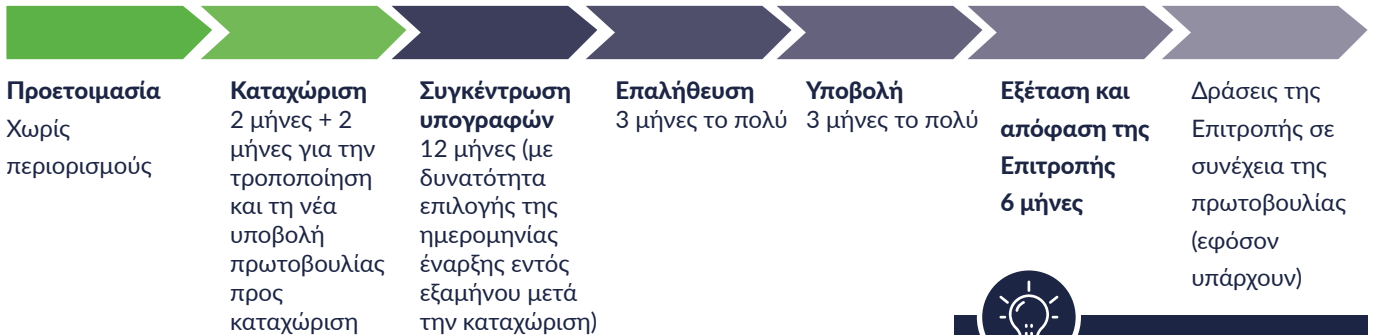 Προετοιμασία
Χωρίς
περιορισμούς
Καταχώριση
2 μήνες + 2
μήνες για την
τροποποίηση
και τη νέα
υποβολή
πρωτοβουλίας
προς
καταχώριση
Συγκέντρωση
υπογραφών
12 μήνες (με
δυνατότητα
επιλογής της
ημερομηνίας
έναρξης εντός
εξαμήνου μετά
την καταχώριση)
Επαλήθευση
3 μήνες το πολύ
Υποβολή
3 μήνες το πολύ
Εξέταση και
απόφαση της
Επιτροπής
6 μήνες
Δράσεις της
Επιτροπής σε
συνέχεια της
πρωτοβουλίας
(εφόσον
υπάρχουν)